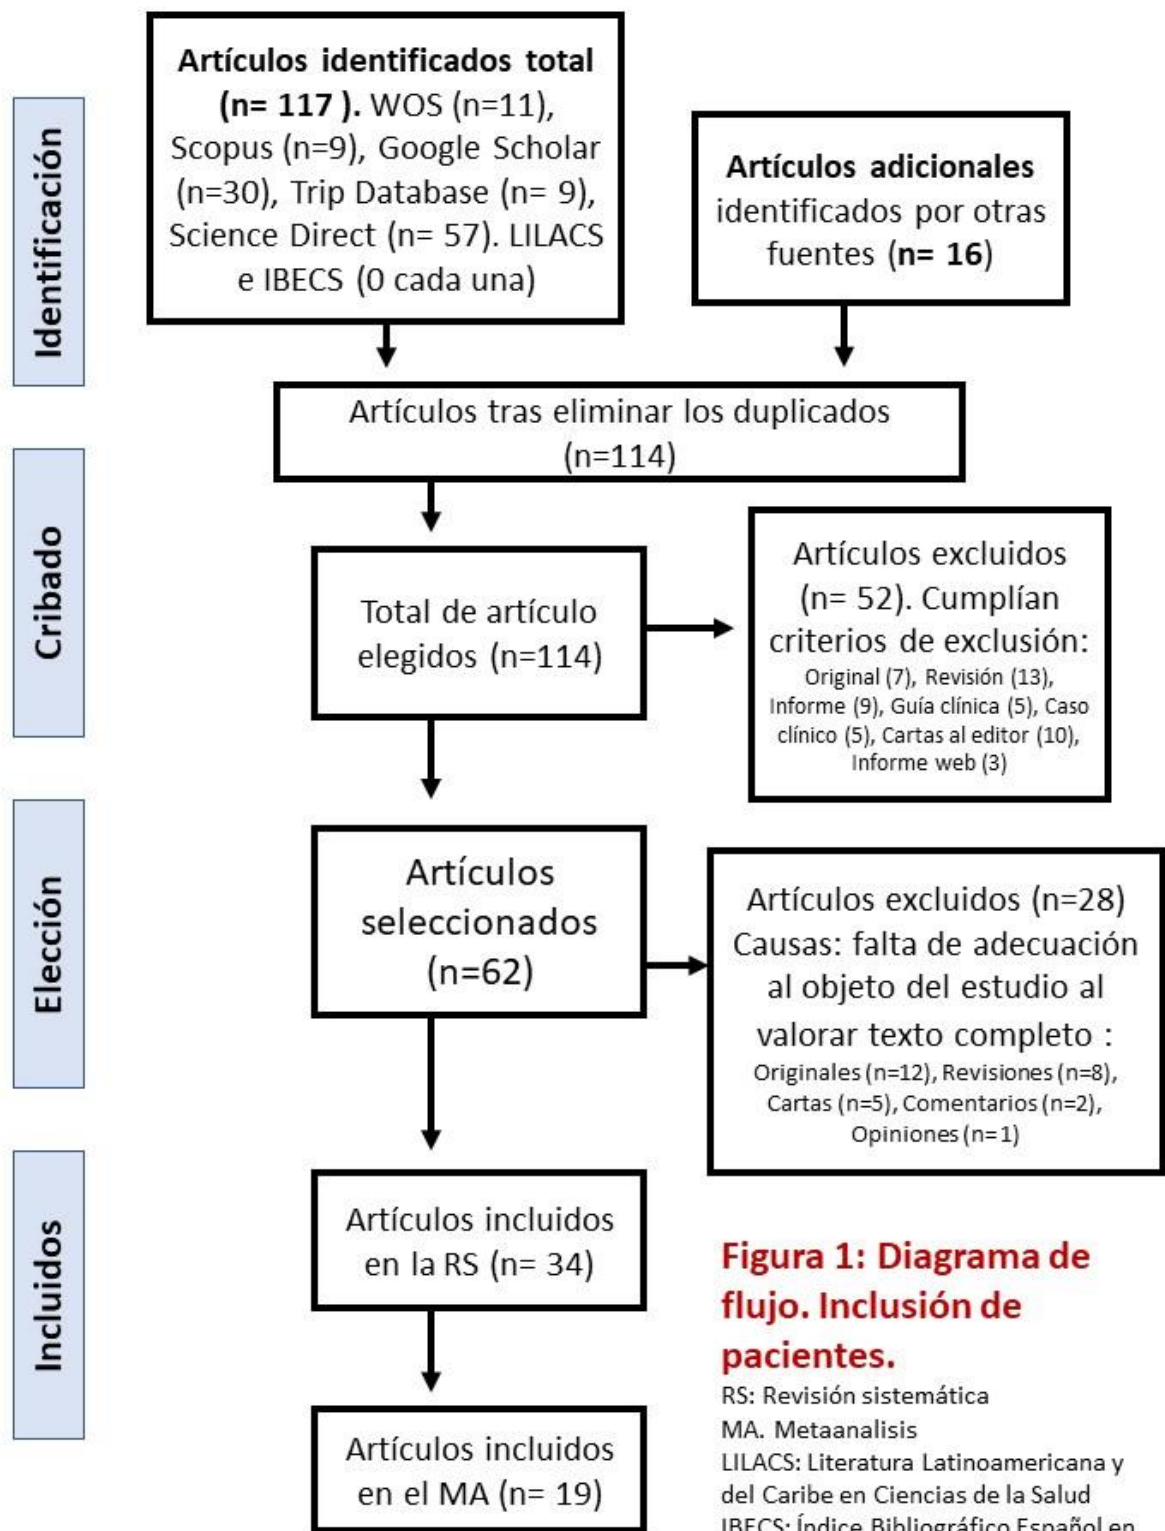 Identificación
Artículos identificados total
(n= 117 ). WOS (n=11),
Scopus (n=9), Google Scholar
(n=30), Trip Database (n= 9),
Science Direct (n= 57). LILACS
e IBECS (0 cada una)
Artículos adicionales
identificados por otras
fuentes (n= 16)
Artículos tras eliminar los duplicados
(n=114)
Cribado
Total de artículo
elegidos (n=114)
Artículos excluidos
(n= 52). Cumplían
criterios de exclusión:
Original (7), Revisión (13),
Informe (9), Guía clínica (5), Caso
clínico (5), Cartas al editor (10),
Informe web (3)
Elección
Artículos
seleccionados
(n=62)
Artículos excluidos (n=28)
Causas: falta de adecuación
al objeto del estudio al
valorar texto completo :
Originales (n=12), Revisiones (n=8),
Cartas (n=5), Comentarios (n=2),
Opiniones (n=1)
Incluidos
Artículos incluidos
en la RS (n= 34)
Artículos incluidos
en el MA (n= 19)
Figura 1: Diagrama de
flujo. Inclusión de
pacientes.
RS: Revisión sistemática
MA. Metaanalisis
LILACS: Literatura Latinoamericana y
del Caribe en Ciencias de la Salud
IBECS: Índice Bibliográfico Español en